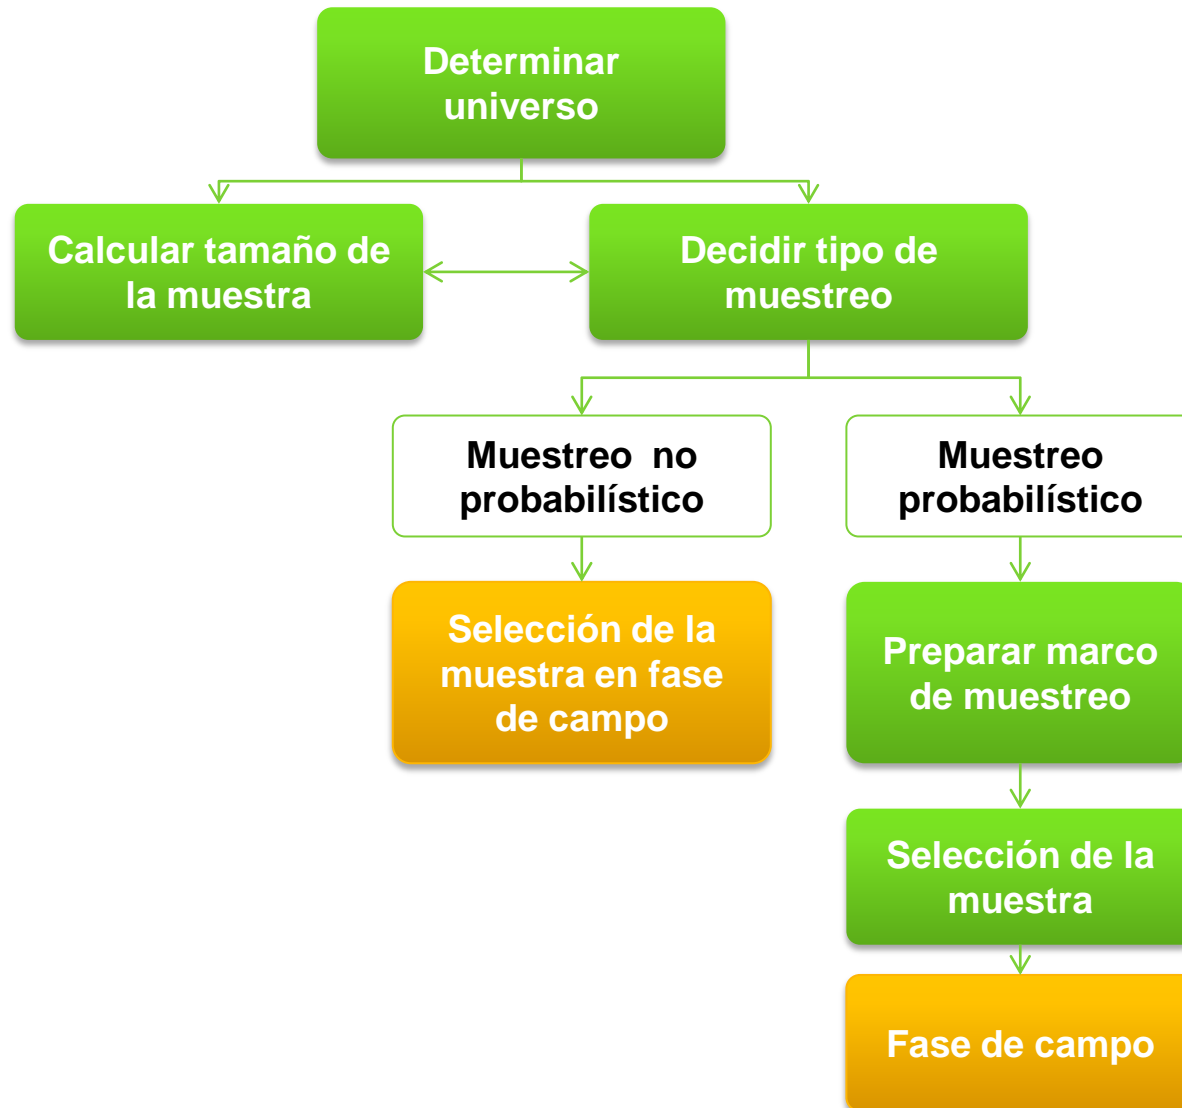 Determinar
universo
Calcular tamaño de
la muestra
Decidir tipo de
muestreo
Muestreo no
probabilístico
Muestreo
probabilístico
Selección de la
muestra en fase
de campo
Preparar marco
de muestreo
Selección de la
muestra
Fase de campo